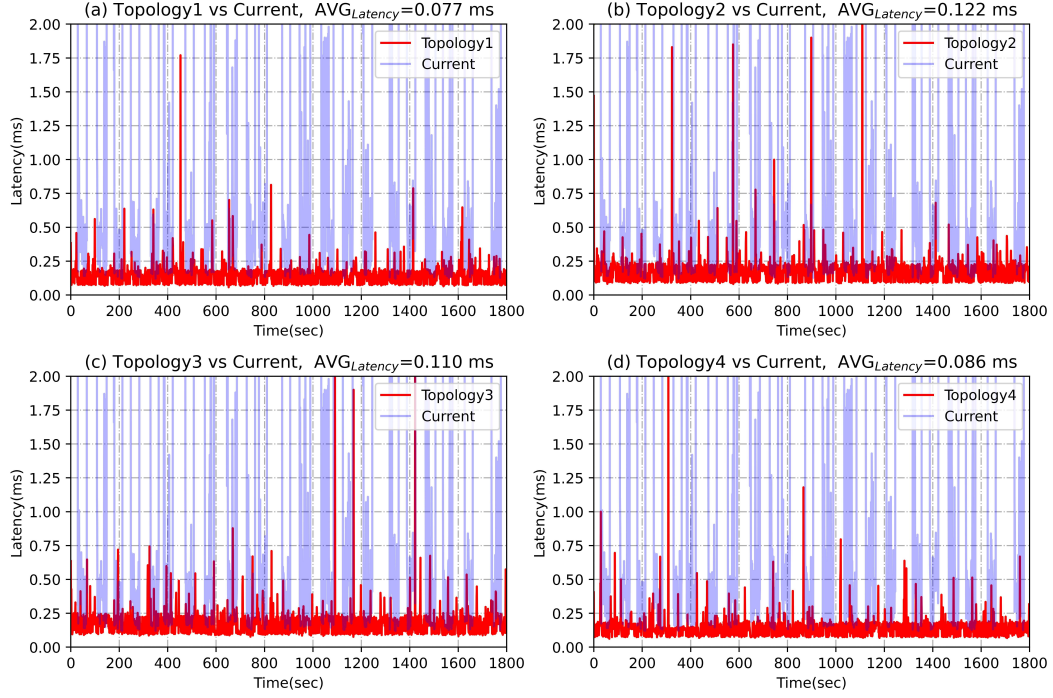 (a) Topology1 vs Current, AVG_Latency=0.077 ms
2.00
1.75
1.50
1.25
1.00
0.75
0.50
0.25
0.00
Latency(ms)
Topology1
Current
0 200 400 600 800 1000 1200 1400 1600 1800
Time(sec)
(b) Topology2 vs Current, AVG_Latency=0.122 ms
2.00
1.75
1.50
1.25
1.00
0.75
0.50
0.25
0.00
Latency(ms)
Topology2
Current
0 200 400 600 800 1000 1200 1400 1600 1800
Time(sec)
(c) Topology3 vs Current, AVG_Latency=0.110 ms
2.00
1.75
1.50
1.25
1.00
0.75
0.50
0.25
0.00
Latency(ms)
Topology3
Current
0 200 400 600 800 1000 1200 1400 1600 1800
Time(sec)
(d) Topology4 vs Current, AVG_Latency=0.086 ms
2.00
1.75
1.50
1.25
1.00
0.75
0.50
0.25
0.00
Latency(ms)
Topology4
Current
0 200 400 600 800 1000 1200 1400 1600 1800
Time(sec)